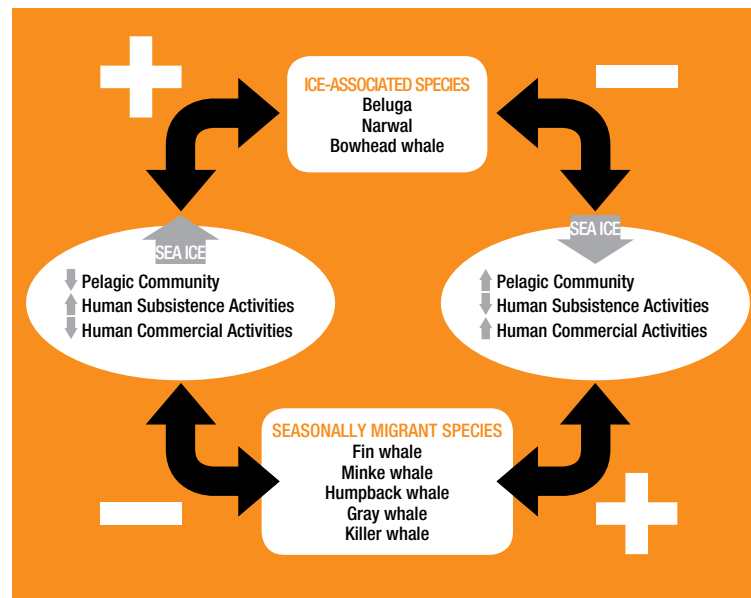 ICE-ASSOCIATED SPECIES
Beluga
Narwal
Bowhead whale
SEA ICE
Pelagic Community
Human Subsistence Activities
Human Commercial Activities
SEA ICE
Pelagic Community
Human Subsistence Activities
Human Commercial Activities
SEASONALLY MIGRANT SPECIES
Fin whale
Minke whale
Humpback whale
Gray whale
Killer whale